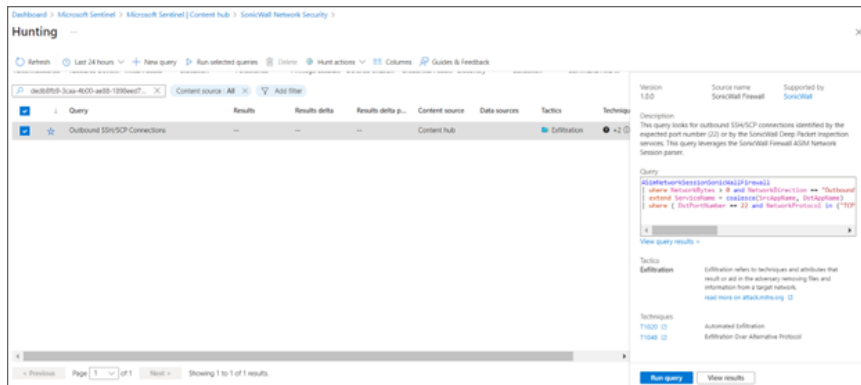 Dashboard > Microsoft Sentinel > Microsoft Sentinel | Content hub > SonicWall Network Security >
Hunting ...
Refresh Last 24 hours + New query Run selected queries Delete Hunt actions Columns Guides & Feedback
Content source : All Add filter
Query Results Results delta Results delta p... Content source Data sources Tactics Techniqu
Outbound SSH/SCP Connections -- -- -- Content hub Exfiltration +2
< Previous Page 1 of 1 Next > Showing 1 to 1 of 1 results.
Version Source name Supported by
1.0.0 SonicWall Firewall SonicWall
Description
This query looks for outbound SSH/SCP connections identified by the
expected port number (22) or by the SonicWall Deep Packet Inspection
services. This query leverages the SonicWall Firewall ASIM Network
Session parser.
Query
ASimNetworkSessionSonicWallFirewall
| where NetworkBytes > 0 and NetworkDirection == "Outbound
| extend ServiceName = coalesce(SrcAppName, DstAppName)
| where ( DstPortNumber == 22 and NetworkProtocol in ("TCP
View query results >
Tactics
Exfiltration Exfiltration refers to techniques and attributes that
result or aid in the adversary removing files and
information from a target network.
read more on attack.mitre.org
Techniques
T1020 Automated Exfiltration
T1048 Exfiltration Over Alternative Protocol
Run query View results